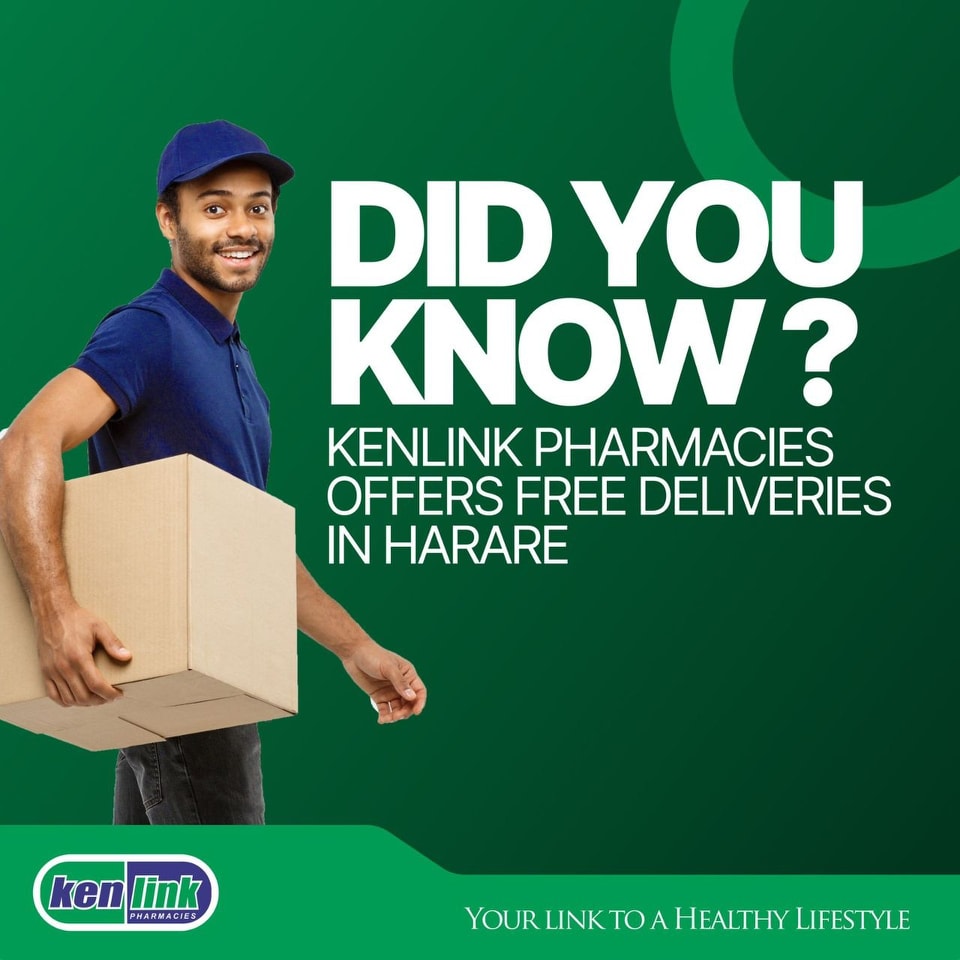 DID YOU
KNOW ?
KENLINK PHARMACIES
OFFERS FREE DELIVERIES
IN HARARE
ken link
PHARMACIES
YOUR LINK TO A HEALTHY LIFESTYLE